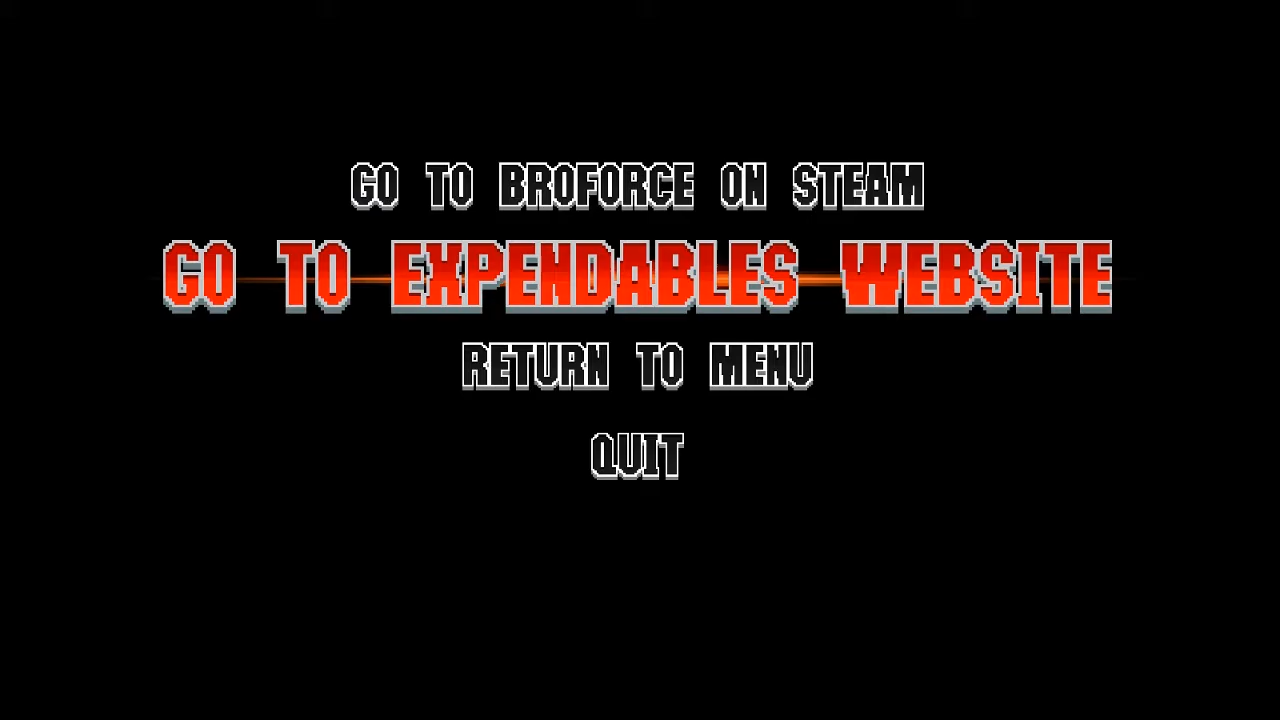 GO TO BROFORCE ON STEAM
GO TO EXPENDABLES WEBSITE
RETURN TO MENU
QUIT